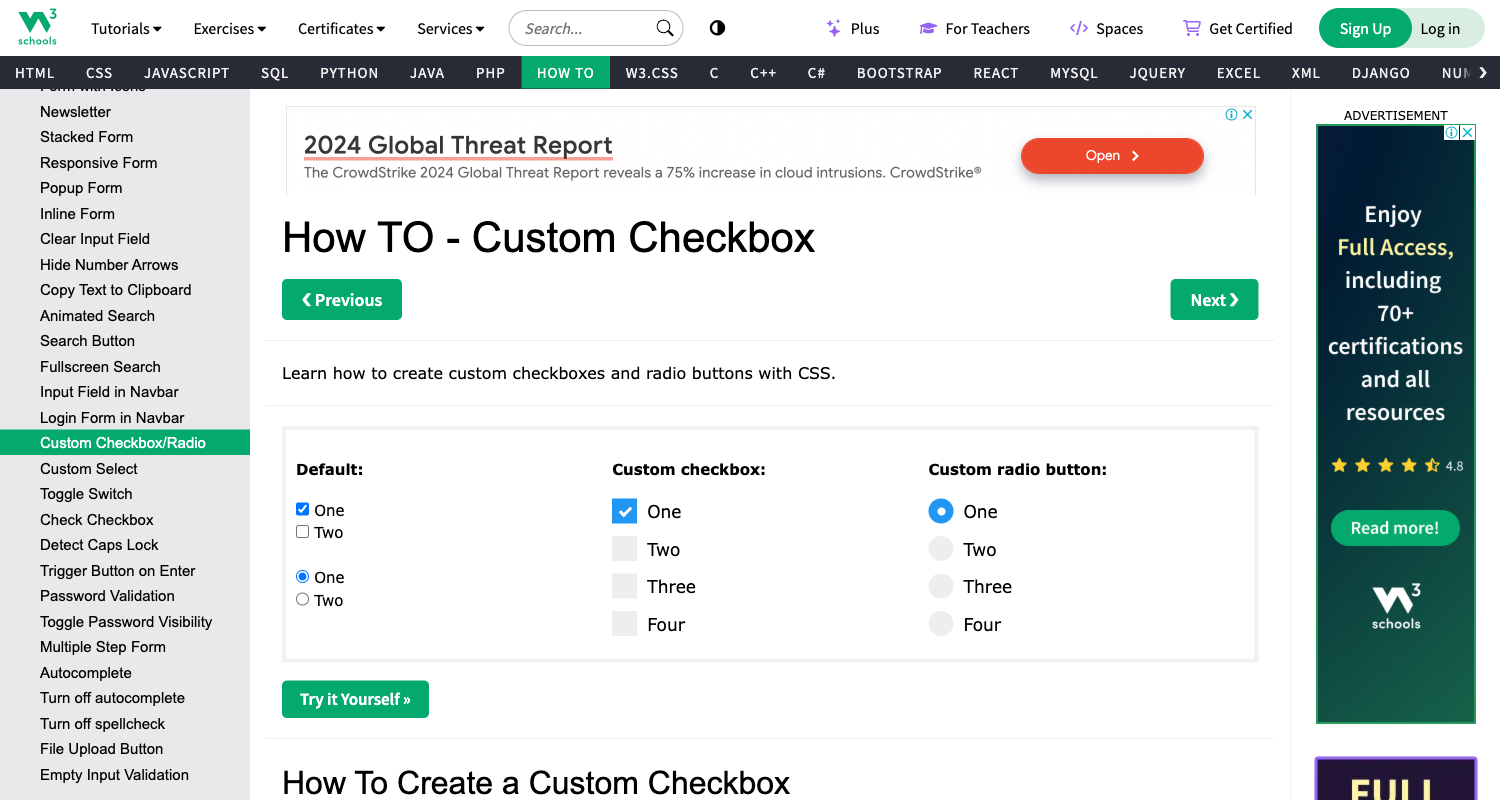 W3 schools
Tutorials
Exercises
Certificates
Services
Search...
Plus
For Teachers
Spaces
Get Certified
Sign Up
Log in
HTML CSS JAVASCRIPT SQL PYTHON JAVA PHP HOW TO W3.CSS C C++ C# BOOTSTRAP REACT MYSQL JQUERY EXCEL XML DJANGO
Form with Icons
Newsletter
Stacked Form
Responsive Form
Popup Form
Inline Form
Clear Input Field
Hide Number Arrows
Copy Text to Clipboard
Animated Search
Search Button
Fullscreen Search
Input Field in Navbar
Login Form in Navbar
Custom Checkbox/Radio
Custom Select
Toggle Switch
Check Checkbox
Detect Caps Lock
Trigger Button on Enter
Password Validation
Toggle Password Visibility
Multiple Step Form
Autocomplete
Turn off autocomplete
Turn off spellcheck
File Upload Button
Empty Input Validation
2024 Global Threat Report
The CrowdStrike 2024 Global Threat Report reveals a 75% increase in cloud intrusions. CrowdStrike®
Open
How TO - Custom Checkbox
❮ Previous
Next ❯
Learn how to create custom checkboxes and radio buttons with CSS.
Default:
One
Two
One
Two
Custom checkbox:
One
Two
Three
Four
Custom radio button:
One
Two
Three
Four
Try it Yourself »
How To Create a Custom Checkbox
ADVERTISEMENT
Enjoy
Full Access,
including
70+
certifications
and all
resources
4.8
Read more!
W3 schools
FULL